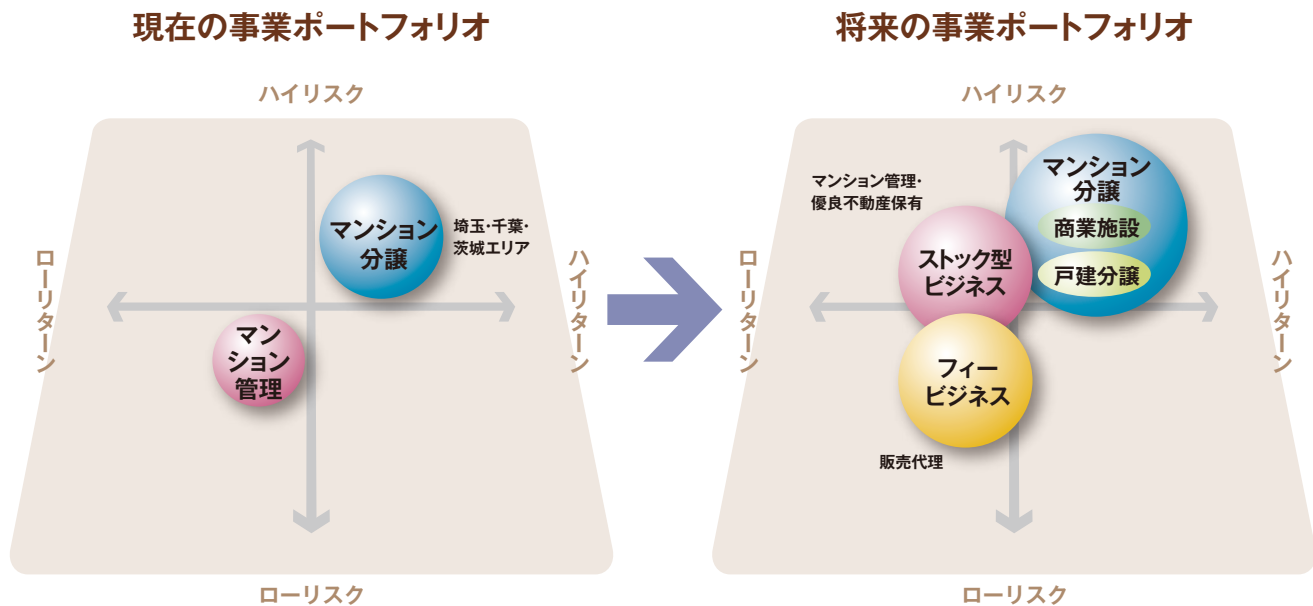 現在の事業ポートフォリオ
ハイリスク
マンション
分譲
埼玉・千葉・
茨城エリア
ローリターン
ハイリターン
マン
ション
管理
ローリスク
将来の事業ポートフォリオ
ハイリスク
マンション管理・
優良不動産保有
マンション
分譲
商業施設
戸建分譲
ストック型
ビジネス
ローリターン
ハイリターン
フィー
ビジネス
販売代理
ローリスク